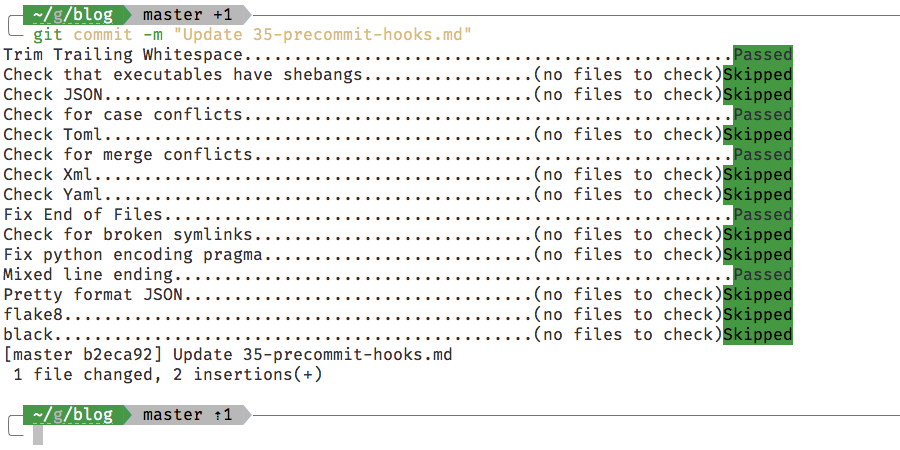 ~/g/blog master +1
git commit -m "Update 35-precommit-hooks.md"
Trim Trailing Whitespace.................................................Passed
Check that executables have shebangs.................(no files to check)Skipped
Check JSON...........................................(no files to check)Skipped
Check for case conflicts.................................................Passed
Check Toml...........................................(no files to check)Skipped
Check for merge conflicts................................................Passed
Check Xml............................................(no files to check)Skipped
Check Yaml...........................................(no files to check)Skipped
Fix End of Files.........................................................Passed
Check for broken symlinks............................(no files to check)Skipped
Fix python encoding pragma...........................(no files to check)Skipped
Mixed line ending........................................................Passed
Pretty format JSON...................................(no files to check)Skipped
flake8...............................................(no files to check)Skipped
black................................................(no files to check)Skipped
[master b2eca92] Update 35-precommit-hooks.md
 1 file changed, 2 insertions(+)
~/g/blog master ⇡1